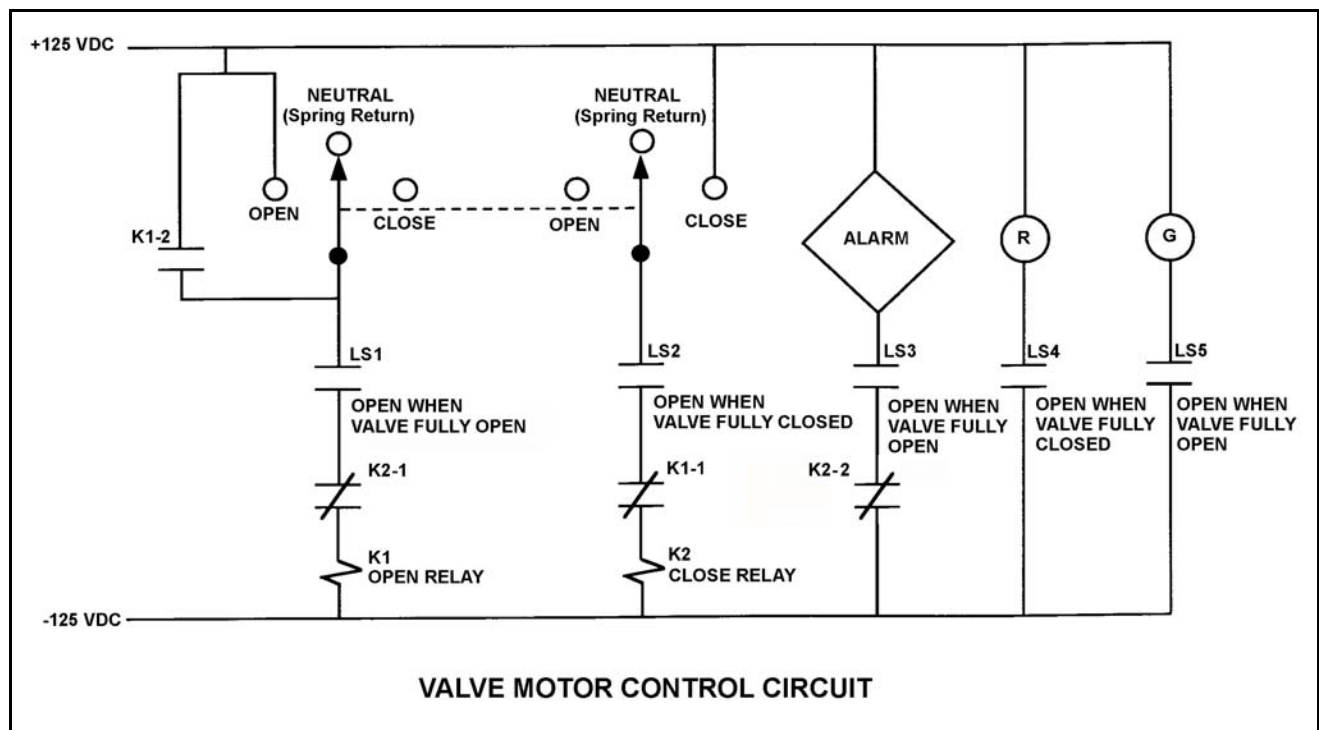 +125 VDC
NEUTRAL
(Spring Return)
NEUTRAL
(Spring Return)
OPEN
CLOSE
OPEN
CLOSE
K1-2
ALARM
R
G
LS1
OPEN WHEN
VALVE FULLY OPEN
LS2
OPEN WHEN
VALVE FULLY CLOSED
LS3
OPEN WHEN
VALVE FULLY
OPEN
LS4
OPEN WHEN
VALVE FULLY
CLOSED
LS5
OPEN WHEN
VALVE FULLY
OPEN
K2-1
K1-1
K2-2
K1
OPEN RELAY
K2
CLOSE RELAY
-125 VDC
VALVE MOTOR CONTROL CIRCUIT